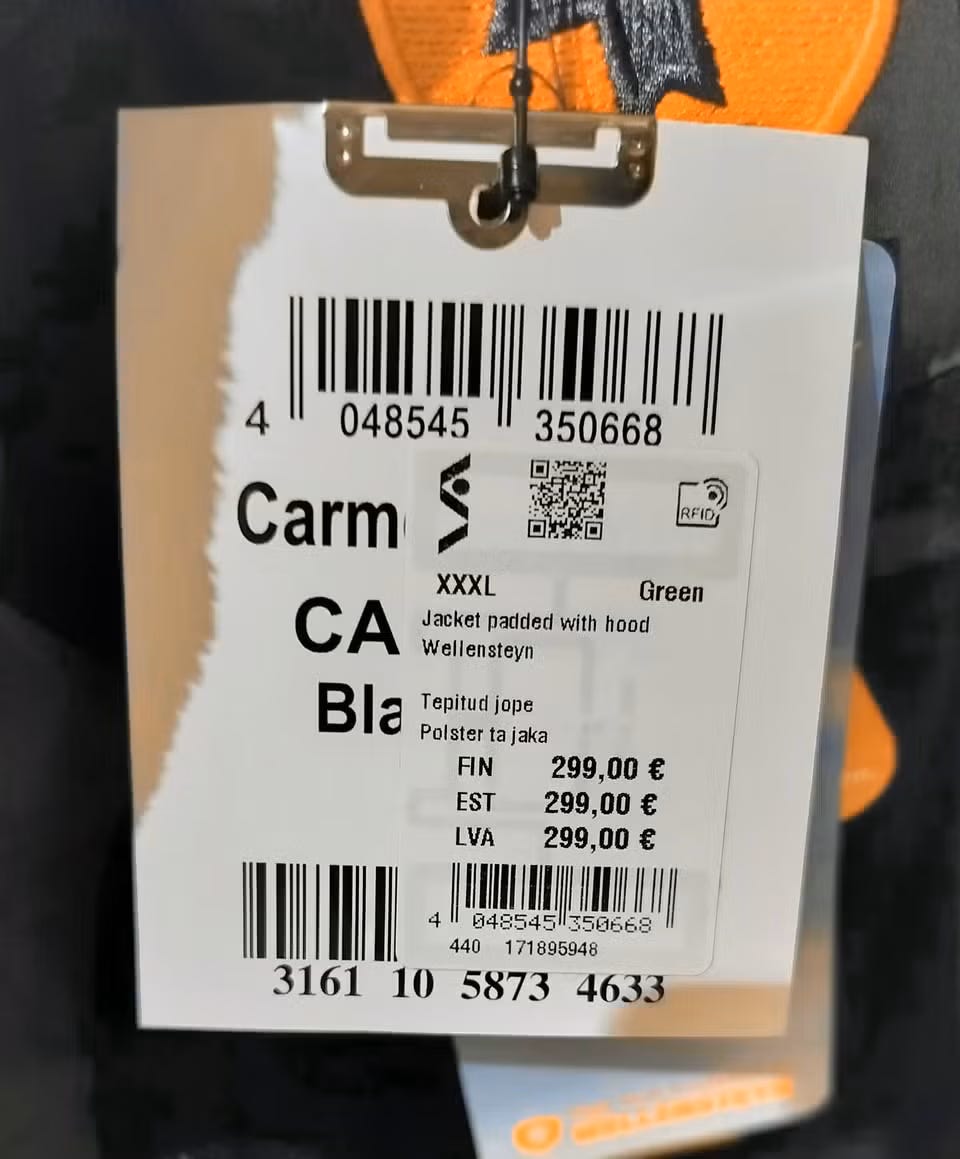 4 048545 350668
Carm
CA
Bla
RFID
XXXL Green
Jacket padded with hood
Wellensteyn
Tepitud jope
Polster ta jaka
FIN 299,00 €
EST 299,00 €
LVA 299,00 €
4 048545 350668
440 171895948
3161 10 5873 4633
WELLENSTEYN